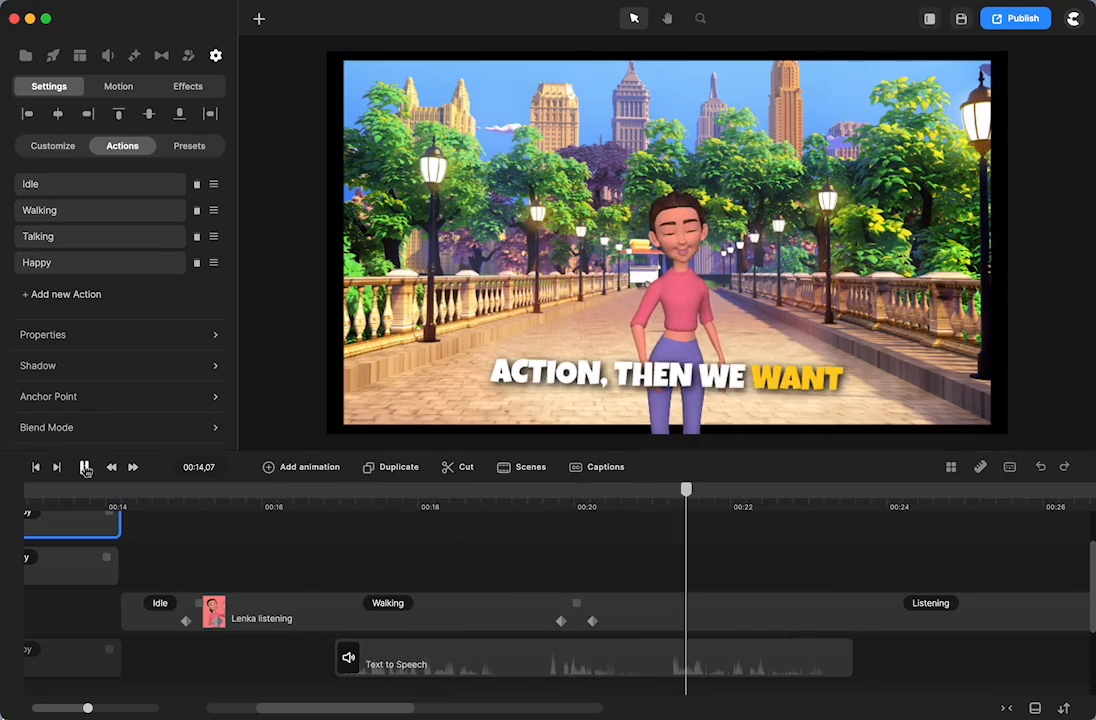 Publish
Settings Motion Effects
Customize Actions Presets
Idle
Walking
Talking
Happy
+ Add new Action
Properties
Shadow
Anchor Point
Blend Mode
ACTION, THEN WE WANT
00:14,07 Add animation Duplicate Cut Scenes Captions
00:14 00:16 00:18 00:20 00:22 00:24 00:26
Idle Walking Listening
Lenka listening
Text to Speech